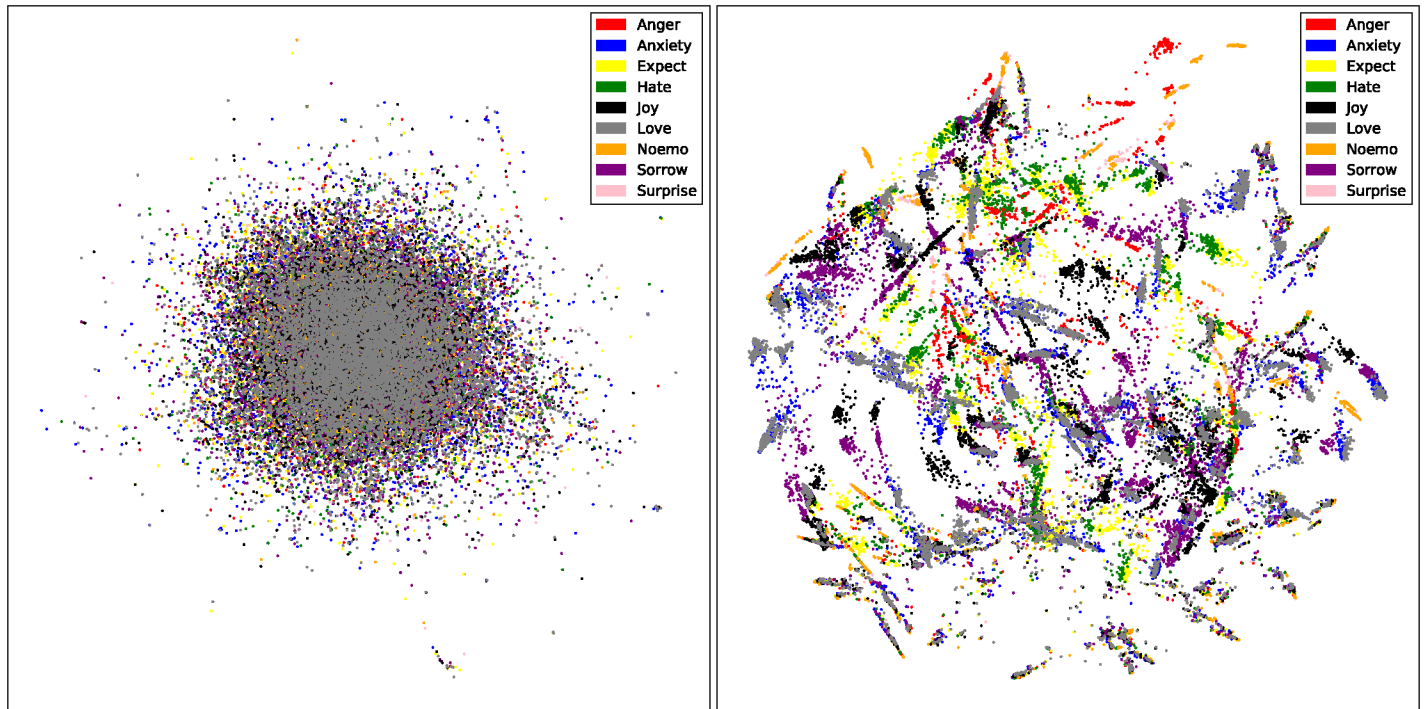 Anger
Anxiety
Expect
Hate
Joy
Love
Noemo
Sorrow
Surprise
Anger
Anxiety
Expect
Hate
Joy
Love
Noemo
Sorrow
Surprise